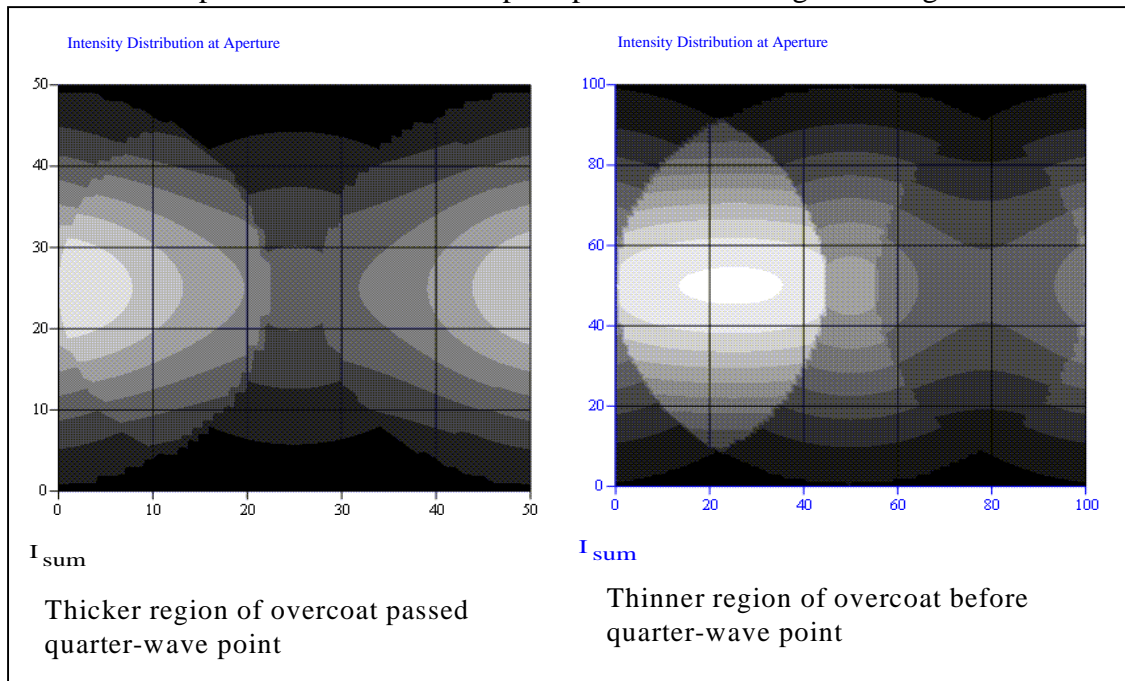 Intensity Distribution at Aperture
50
40
30
20
10
0
0 10 20 30 40 50
I sum
Thicker region of overcoat passed
quarter-wave point
Intensity Distribution at Aperture
100
80
60
40
20
0
0 20 40 60 80 100
I sum
Thinner region of overcoat before
quarter-wave point